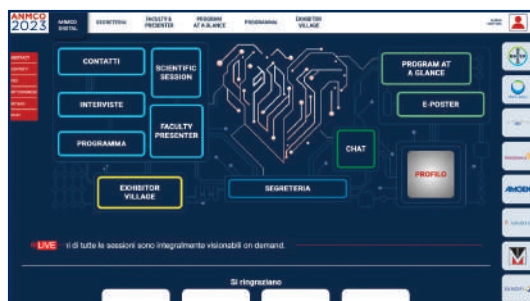 ANMCO
2023
ANMCO
DIGITAL
SEGRETERIA
FACULTY &
PRESENTER
PROGRAM
AT A GLANCE
PROGRAMMA
EXHIBITOR
VILLAGE
CONTATTI
SCIENTIFIC
SESSION
INTERVISTE
FACULTY
PRESENTER
PROGRAMMA
EXHIBITOR
VILLAGE
SEGRETERIA
CHAT
PROGRAM AT
A GLANCE
E-POSTER
PROFILO
BAYER
AMGEN
LIVE ti di tutte le sessioni sono integralmente visionabili on demand.
Si ringraziano